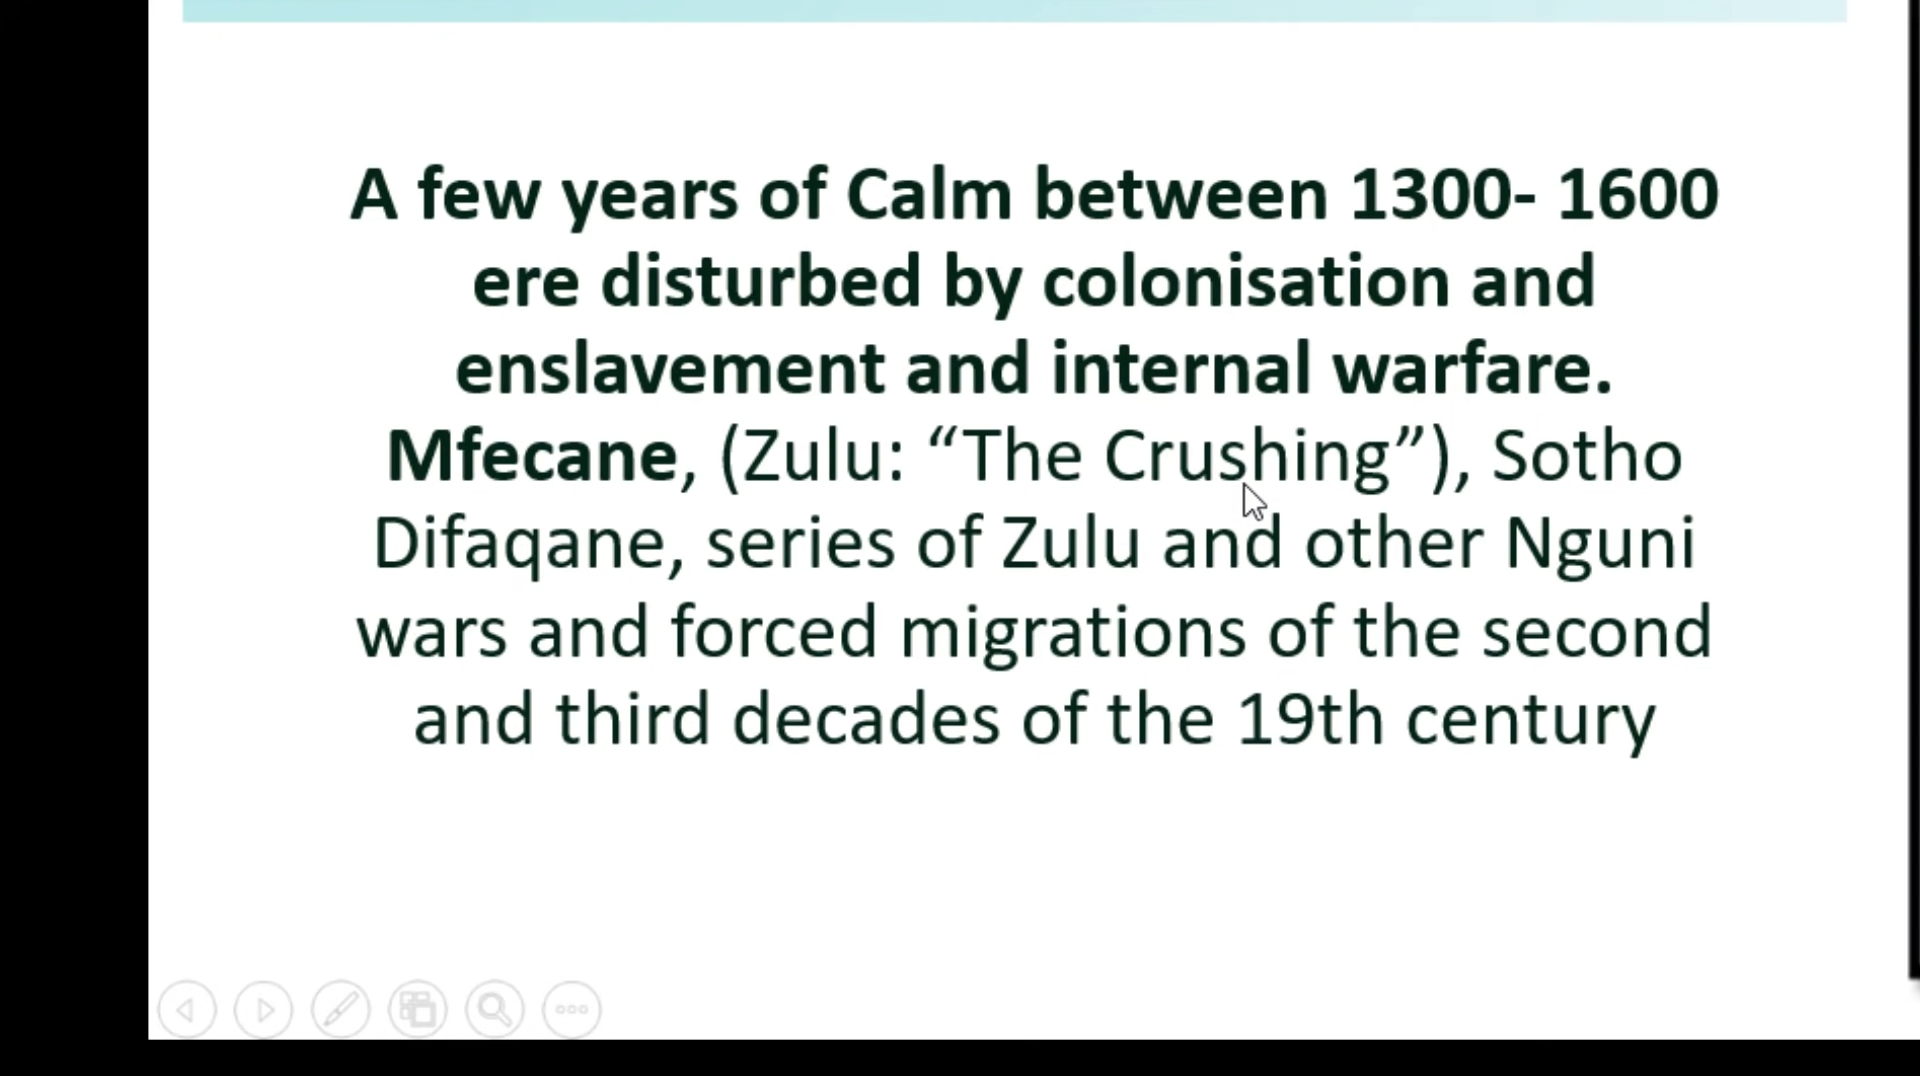 A few years of Calm between 1300- 1600
ere disturbed by colonisation and
enslavement and internal warfare.
Mfecane, (Zulu: “The Crushing”), Sotho
Difaqane, series of Zulu and other Nguni
wars and forced migrations of the second
and third decades of the 19th century